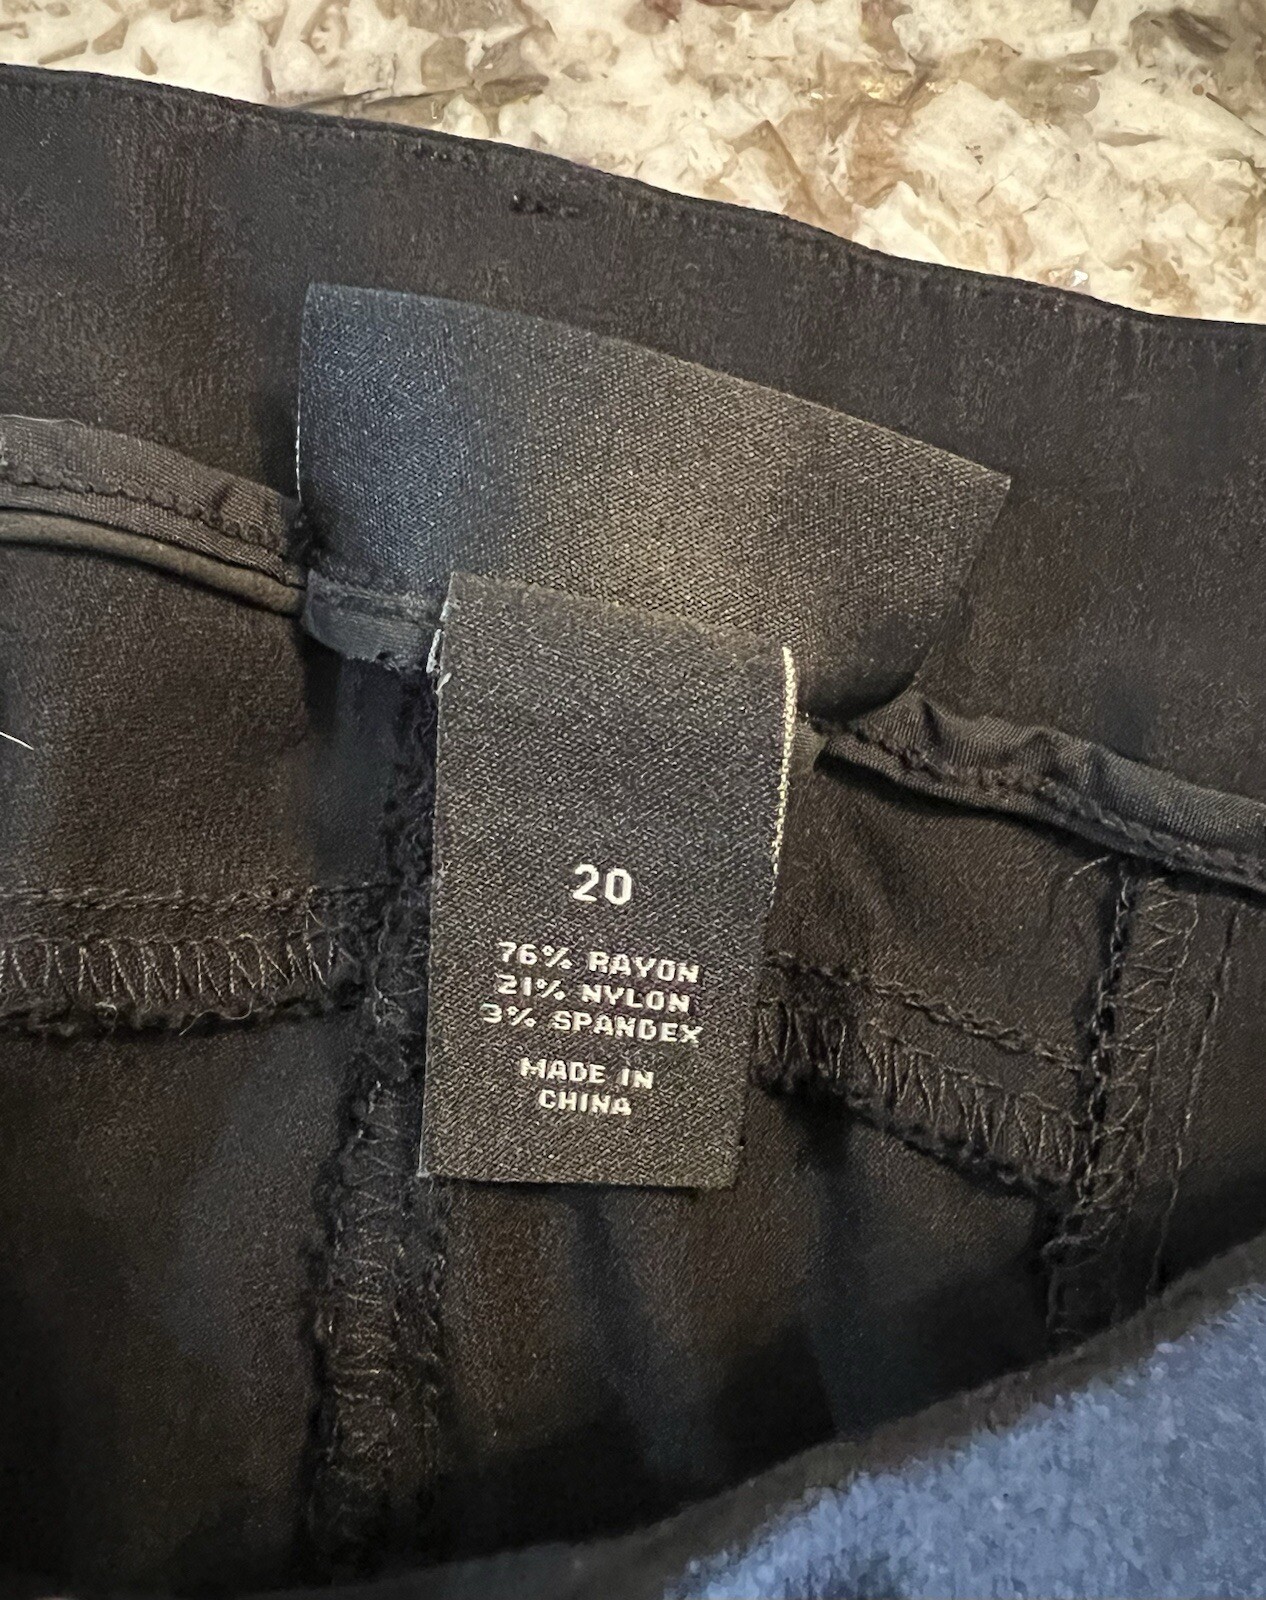 20
76% RAYON
21% NYLON
3% SPANDEX
MADE IN
CHINA